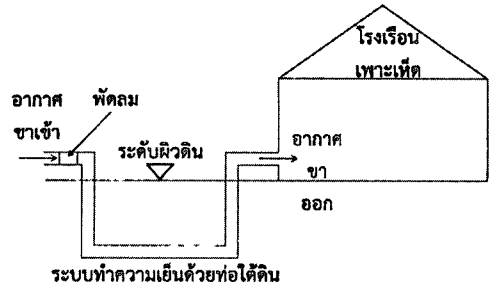 โรงเรือน
เพาะเห็ด
อากาศ
ขาเข้า
พัดลม
ระดับผิวดิน
อากาศ
ขา
ออก
ระบบทำความเย็นด้วยท่อใต้ดิน